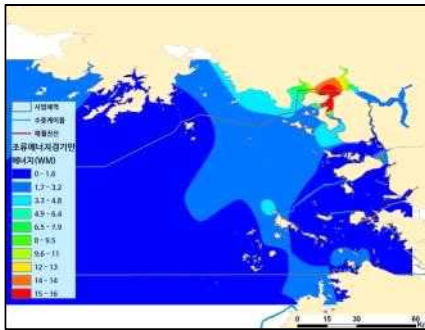 사업해역
수중케이블
해월전선
조류에너지경기만
에너지(WM)
0 - 1.6
1.7 - 3.2
3.3 - 4.8
4.9 - 6.4
6.5 - 7.9
8 - 9.5
9.6 - 11
12 - 13
14 - 14
15 - 16
0 15 30 60